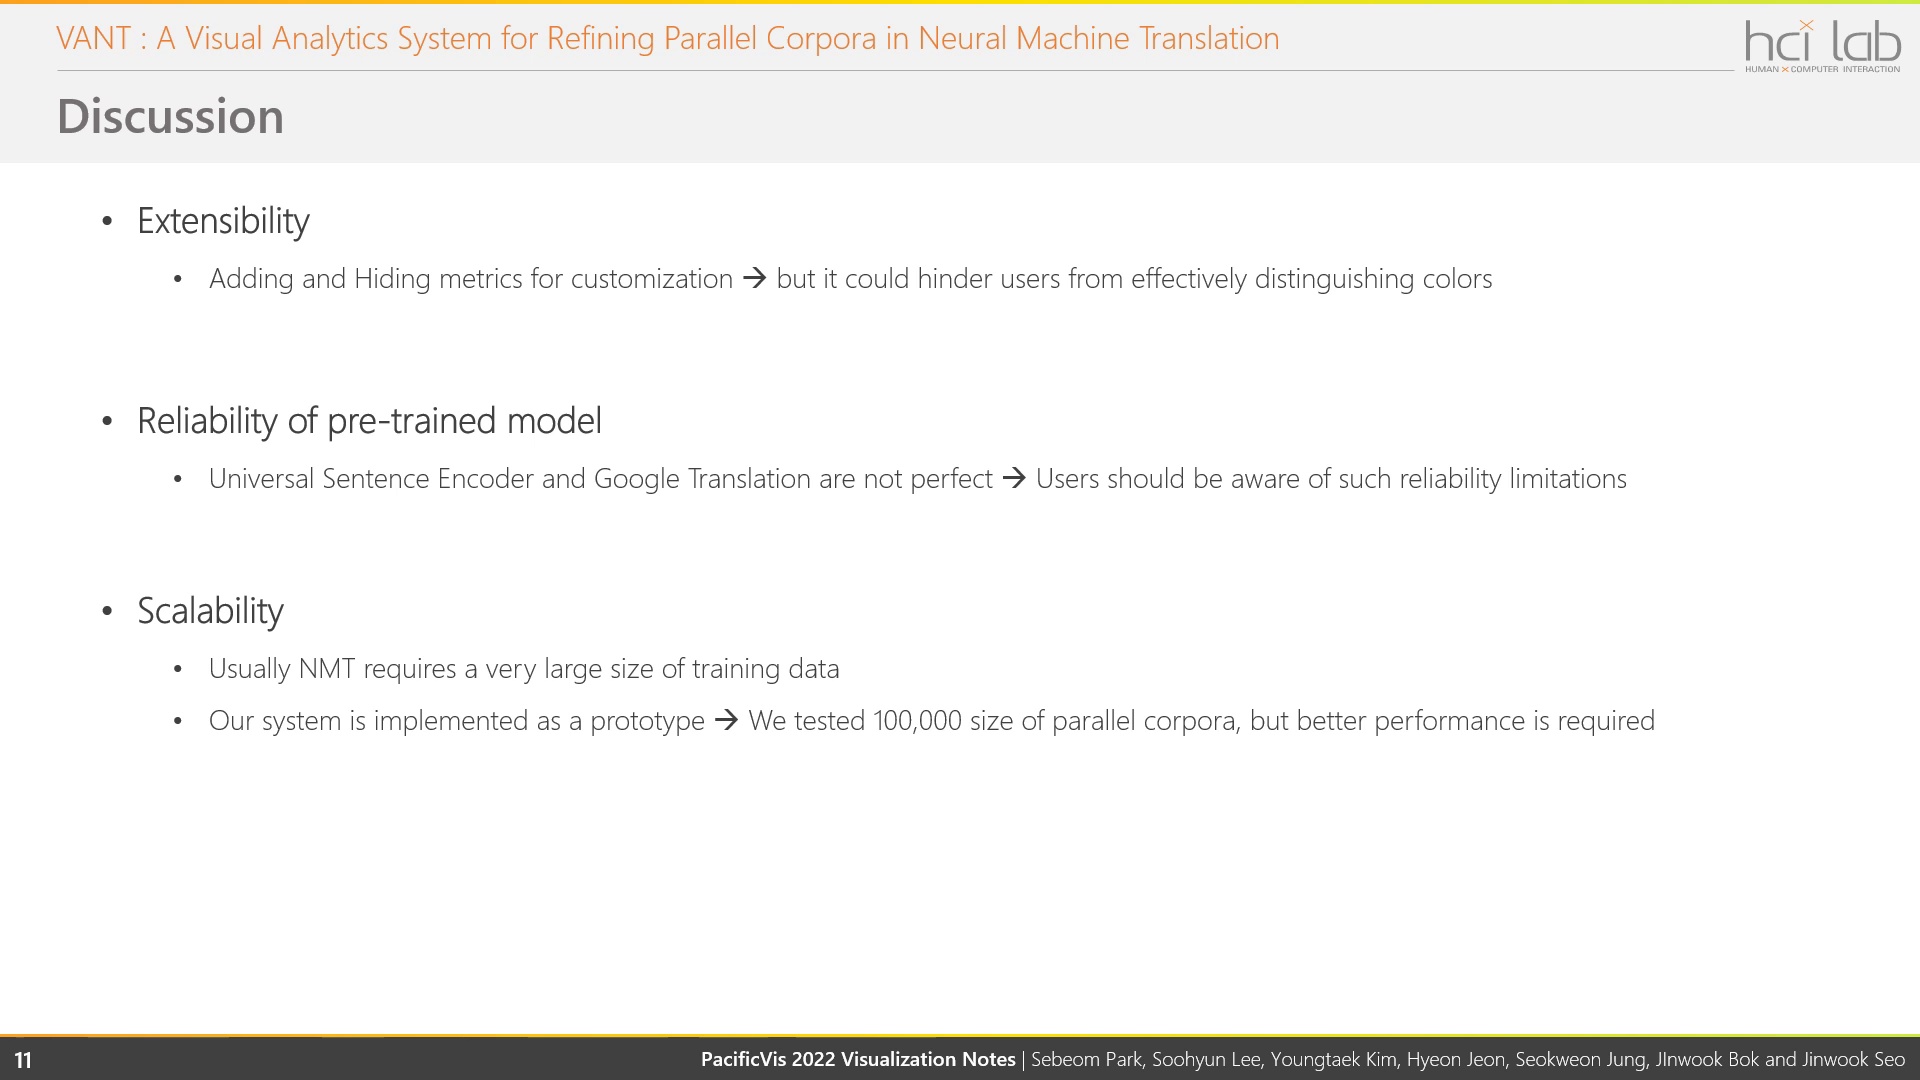 VANT : A Visual Analytics System for Refining Parallel Corpora in Neural Machine Translation
hci lab
HUMAN × COMPUTER INTERACTION
Discussion
• Extensibility
• Adding and Hiding metrics for customization → but it could hinder users from effectively distinguishing colors
• Reliability of pre-trained model
• Universal Sentence Encoder and Google Translation are not perfect → Users should be aware of such reliability limitations
• Scalability
• Usually NMT requires a very large size of training data
• Our system is implemented as a prototype → We tested 100,000 size of parallel corpora, but better performance is required
11
PacificVis 2022 Visualization Notes | Sebeom Park, Soohyun Lee, Youngtaek Kim, Hyeon Jeon, Seokweon Jung, JInwook Bok and Jinwook Seo